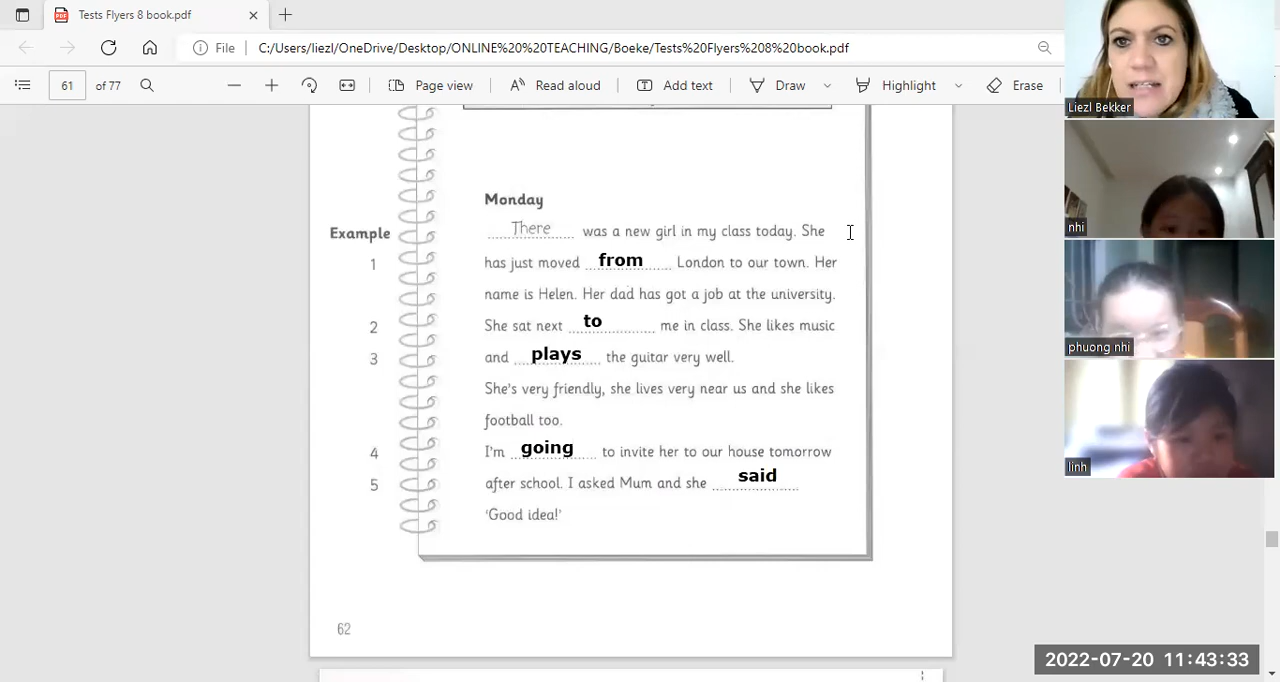 Tests Flyers 8 book.pdf
File C:/Users/liezl/OneDrive/Desktop/ONLINE%20%20TEACHING/Boeke/Tests%20Flyers%208%20book.pdf
61 of 77 Page view Read aloud Add text Draw Highlight Erase
Liezl Bekker
nhi
phuong nhi
linh
Monday
Example There was a new girl in my class today. She
1 has just moved from London to our town. Her
name is Helen. Her dad has got a job at the university.
2 She sat next to me in class. She likes music
3 and plays the guitar very well.
She's very friendly, she lives very near us and she likes
football too.
4 I'm going to invite her to our house tomorrow
5 after school. I asked Mum and she said
'Good idea!'
62
2022-07-20 11:43:33